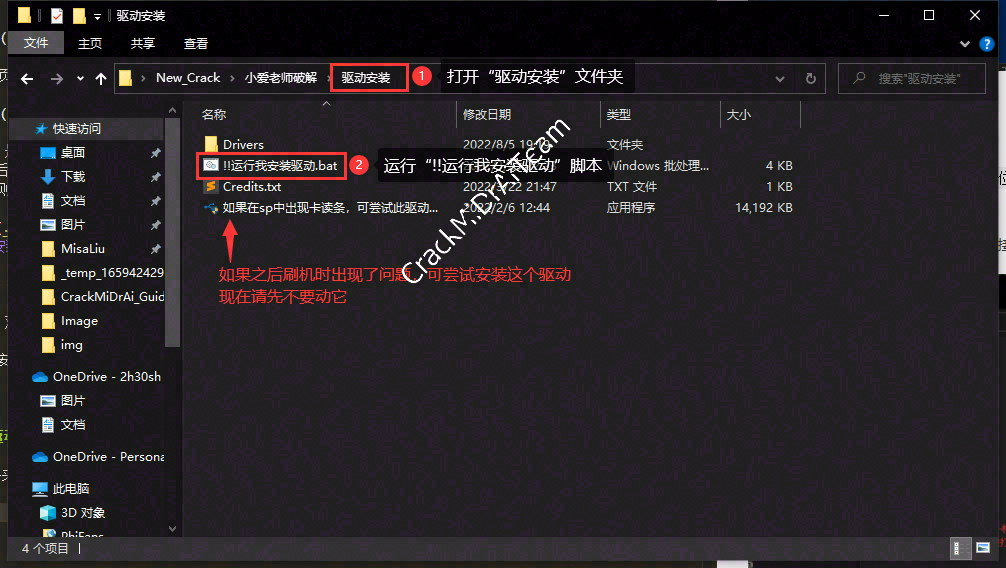 驱动安装
文件 主页 共享 查看
New_Crack 小爱老师破解 驱动安装 1 打开“驱动安装”文件夹 搜索"驱动安装"
名称 修改日期 类型 大小
快速访问
桌面
下载
文档
图片
MisaLiu
_temp_165942429
CrackMiDrAi_Guid
Image
img
OneDrive - 2h30sh
图片
文档
OneDrive - Persona
此电脑
3D 对象
PhiFans
Drivers 2022/8/5 文件夹
!!运行我安装驱动.bat 2 运行“!!运行我安装驱动”脚本 Windows 批处理... 4 KB
Credits.txt 2022/3/22 21:47 TXT 文件 1 KB
如果在sp中出现卡读条，可尝试此驱动... 2022/2/6 12:44 应用程序 14,192 KB
CrackMiDrAiTeam
如果之后刷机时出现了问题，可尝试安装这个驱动
现在请先不要动它
4 个项目